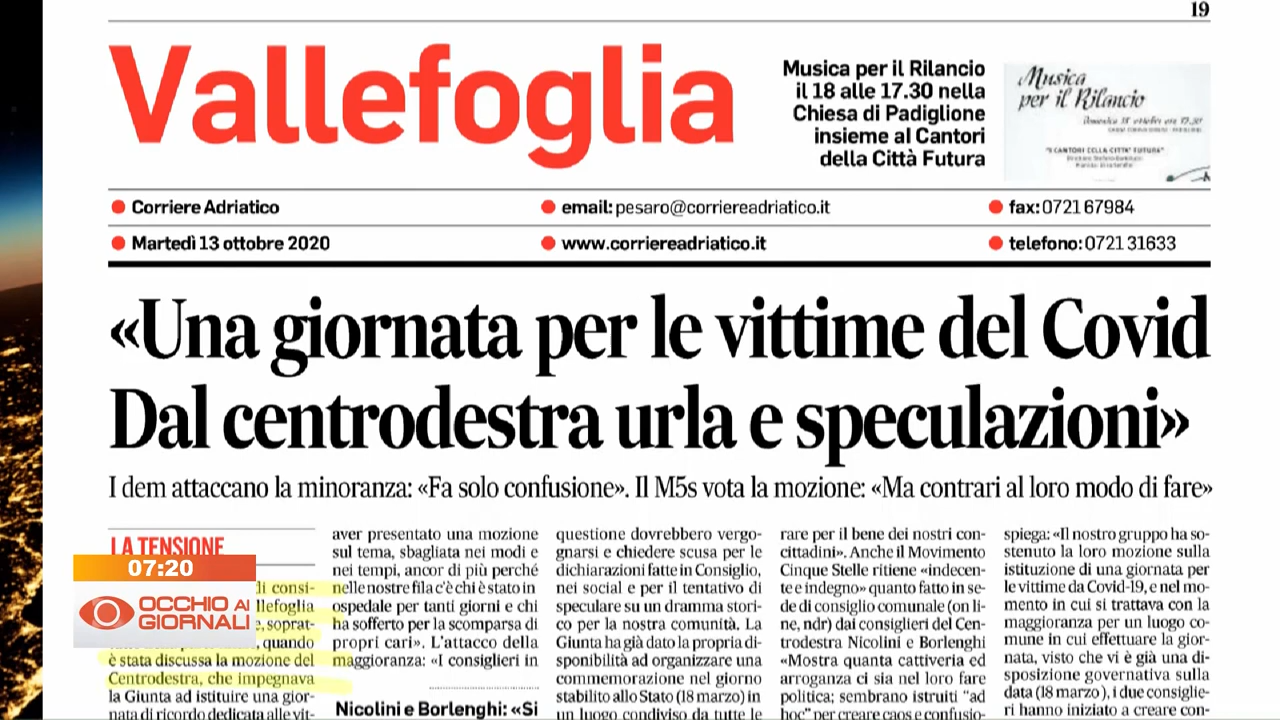 19
Vallefoglia
Musica per il Rilancio
il 18 alle 17.30 nella
Chiesa di Padiglione
insieme al Cantori
della Città Futura
Musica
per il Rilancio
Corriere Adriatico
email: pesaro@corriereadriatico.it
fax: 0721 67984
Martedì 13 ottobre 2020
www.corriereadriatico.it
telefono: 0721 31633
«Una giornata per le vittime del Covid
Dal centrodestra urla e speculazioni»
I dem attaccano la minoranza: «Fa solo confusione». Il M5s vota la mozione: «Ma contrari al loro modo di fare»
LA TENSIONE
di consi-
llefoglia
e, soprat-
quando
è stata discussa la mozione del
Centrodestra, che impegnava
la Giunta ad istituire una gior-
nata di ricordo dedicata alle vit-
aver presentato una mozione
sul tema, sbagliata nei modi e
nei tempi, ancor di più perché
nelle nostre fila c'è chi è stato in
ospedale per tanti giorni e chi
ha sofferto per la scomparsa di
propri cari». L'attacco della
maggioranza: «I consiglieri in
Nicolini e Borlenghi: «Si
questione dovrebbero vergo-
gnarsi e chiedere scusa per le
dichiarazioni fatte in Consiglio,
nei social e per il tentativo di
speculare su un dramma stori-
co per la nostra comunità. La
Giunta ha già dato la propria di-
sponibilità ad organizzare una
commemorazione nel giorno
stabilito allo Stato (18 marzo) in
un luogo condiviso da tutte le
rare per il bene dei nostri con-
cittadini». Anche il Movimento
Cinque Stelle ritiene «indecen-
te e indegno» quanto fatto in se-
de di consiglio comunale (on li-
ne, ndr) dai consiglieri del Cen-
trodestra Nicolini e Borlenghi
«Mostra quanta cattiveria ed
arroganza ci sia nel loro fare
politica; sembrano istruiti "ad
hoc" per creare caos e confusio-
spiega: «Il nostro gruppo ha so-
stenuto la loro mozione sulla
istituzione di una giornata per
le vittime da Covid-19, e nel mo-
mento in cui si trattava con la
maggioranza per un luogo co-
mune in cui effettuare la gior-
nata, visto che vi è già una di-
sposizione governativa sulla
data (18 marzo), i due consiglie-
ri hanno iniziato a creare con-
07:20
OCCHIO AI
GIORNALI